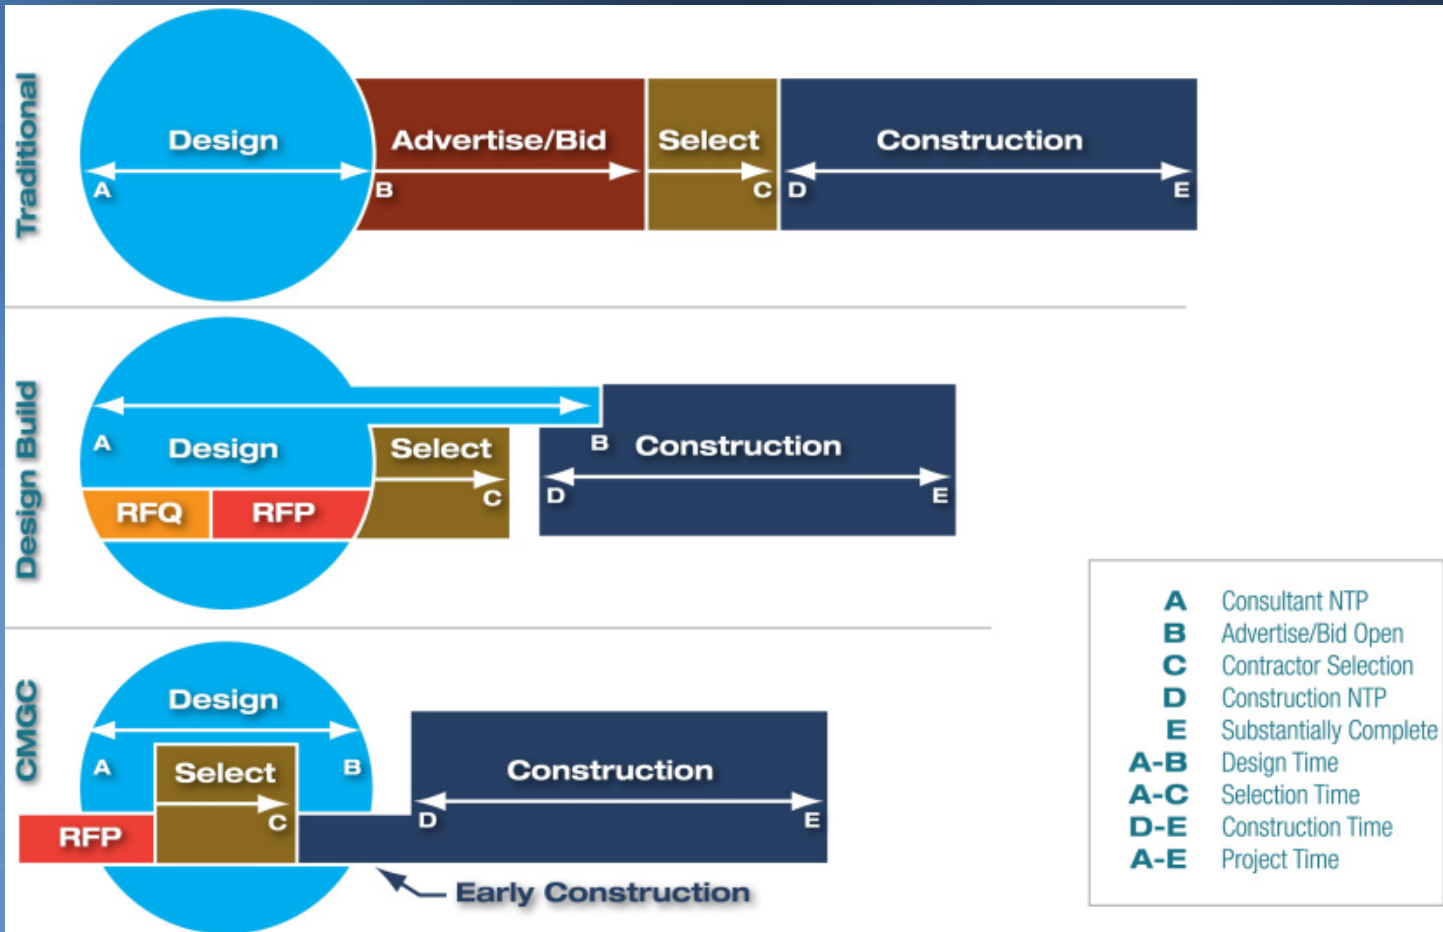 Traditional
Design
Advertise/Bid
Select
Construction
A
B
C
D
E
Design Build
A
Design
B
Select
C
Construction
D
E
RFQ
RFP
CMGC
Design
A
B
Select
C
RFP
Construction
D
E
Early Construction
A Consultant NTP
B Advertise/Bid Open
C Contractor Selection
D Construction NTP
E Substantially Complete
A-B Design Time
A-C Selection Time
D-E Construction Time
A-E Project Time